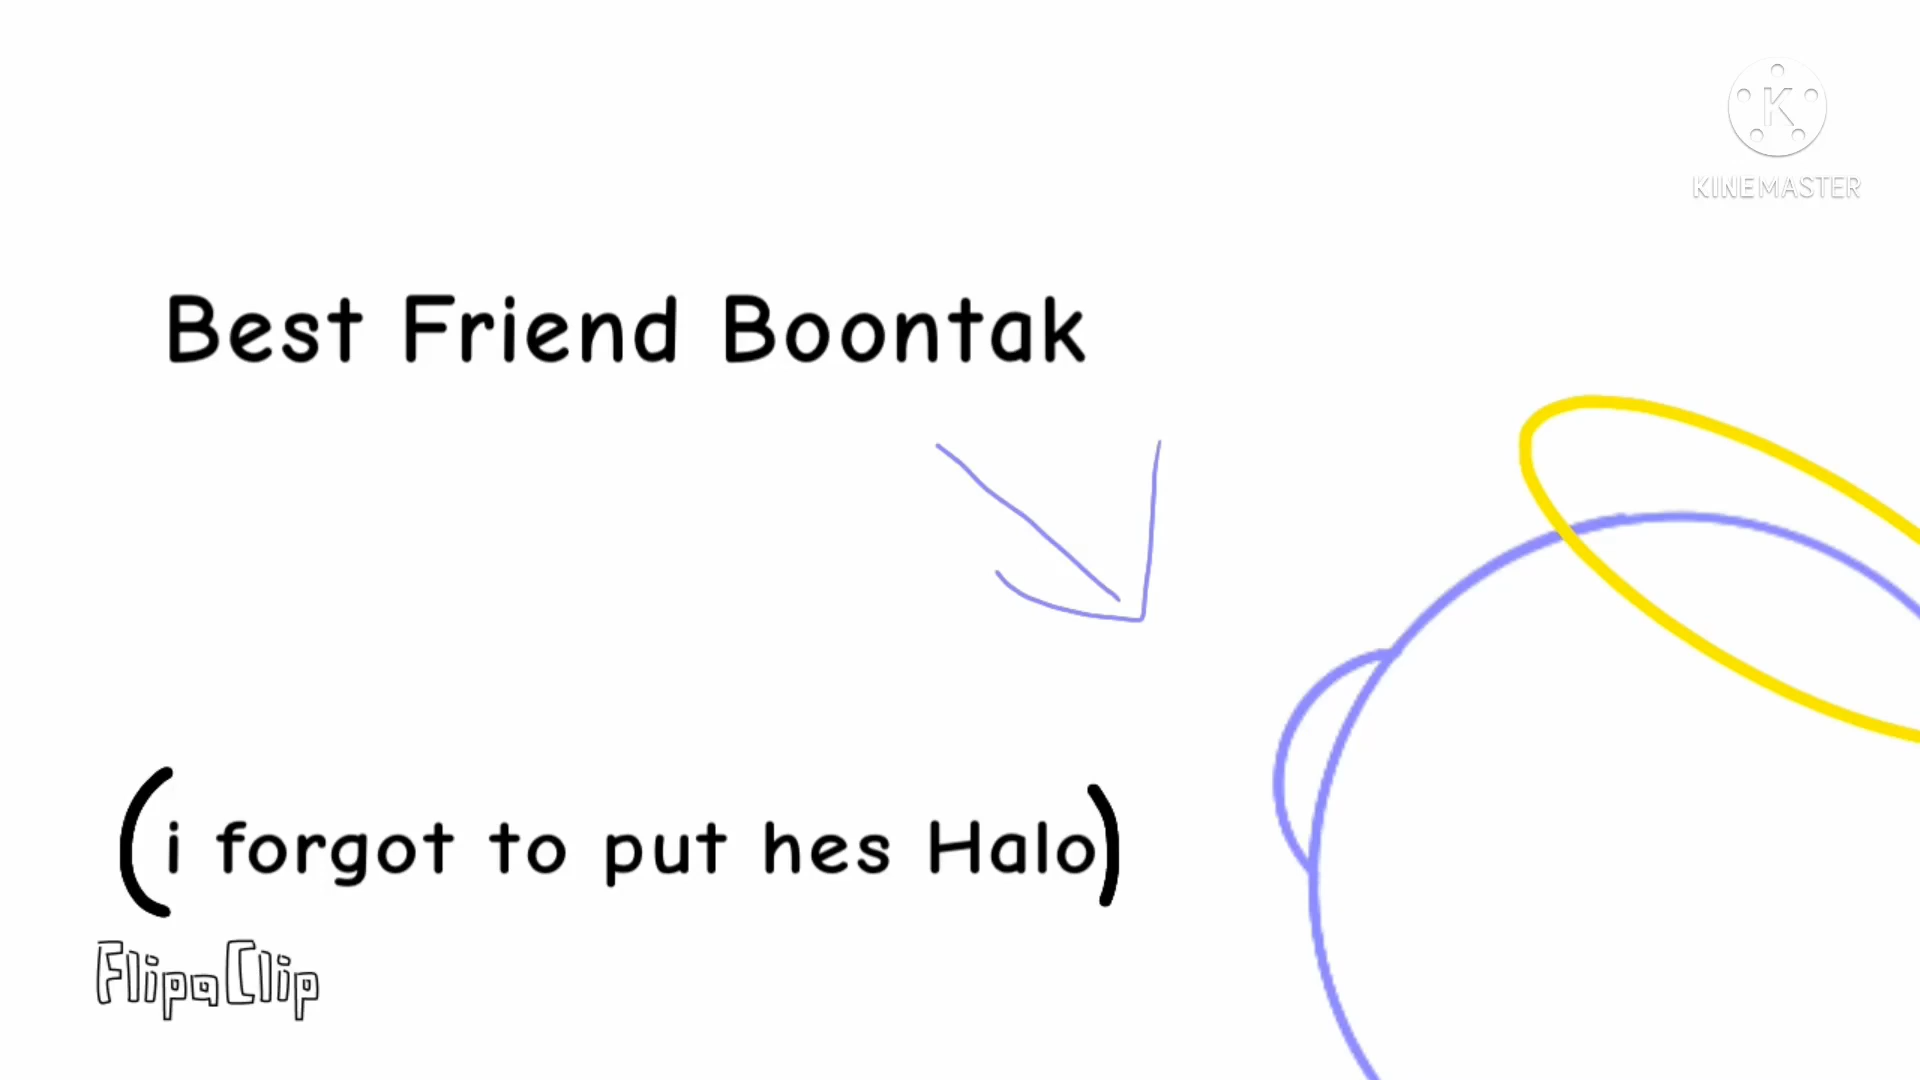 KINEMASTER
Best Friend Boontak
(i forgot to put hes Halo)
FlipaClip